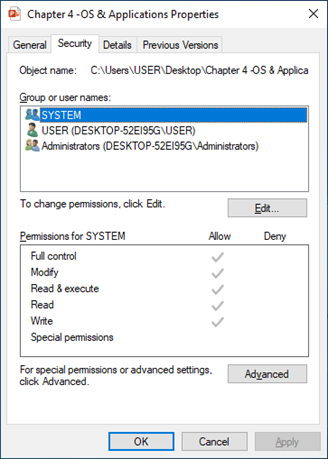 Chapter 4 -OS & Applications Properties
General Security Details Previous Versions
Object name: C:\Users\USER\Desktop\Chapter 4 -OS & Applica
Group or user names:
SYSTEM
USER (DESKTOP-52EI95G\USER)
Administrators (DESKTOP-52EI95G\Administrators)
To change permissions, click Edit.
Edit...
Permissions for SYSTEM Allow Deny
Full control
Modify
Read & execute
Read
Write
Special permissions
For special permissions or advanced settings,
click Advanced.
Advanced
OK Cancel Apply